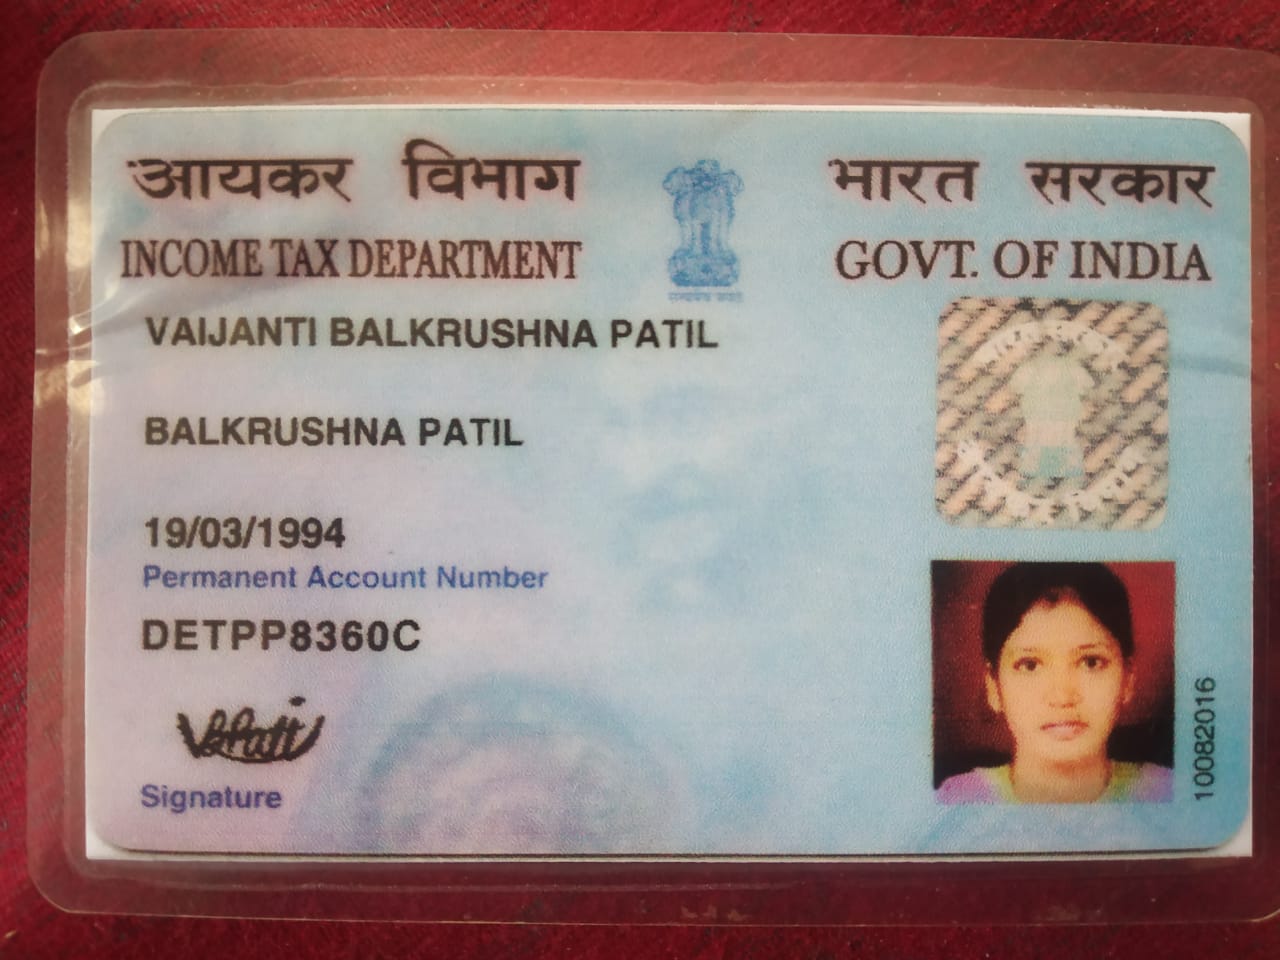 आयकर विभाग
INCOME TAX DEPARTMENT
भारत सरकार
GOVT. OF INDIA
VAIJANTI BALKRUSHNA PATIL
BALKRUSHNA PATIL
19/03/1994
Permanent Account Number
DETPP8360C
Signature
10082016